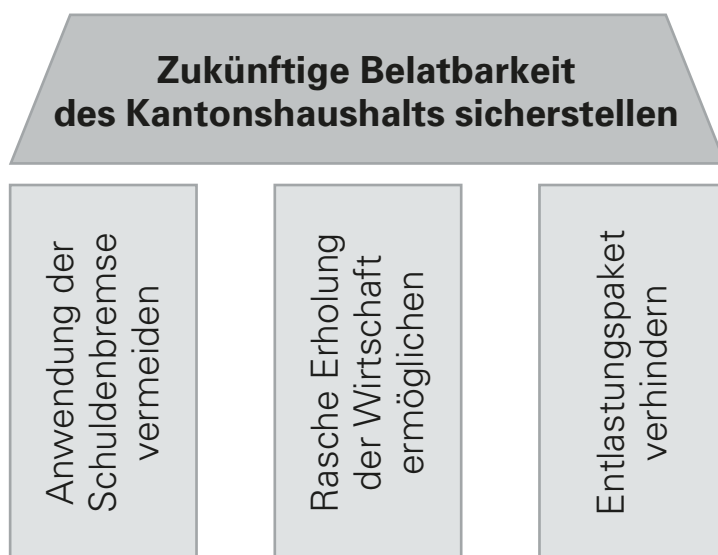 Zukünftige Belatbarkeit
des Kantonshaushalts sicherstellen
Anwendung der
Schuldenbremse
vermeiden
Rasche Erholung
der Wirtschaft
ermöglichen
Entlastungspaket
verhindern